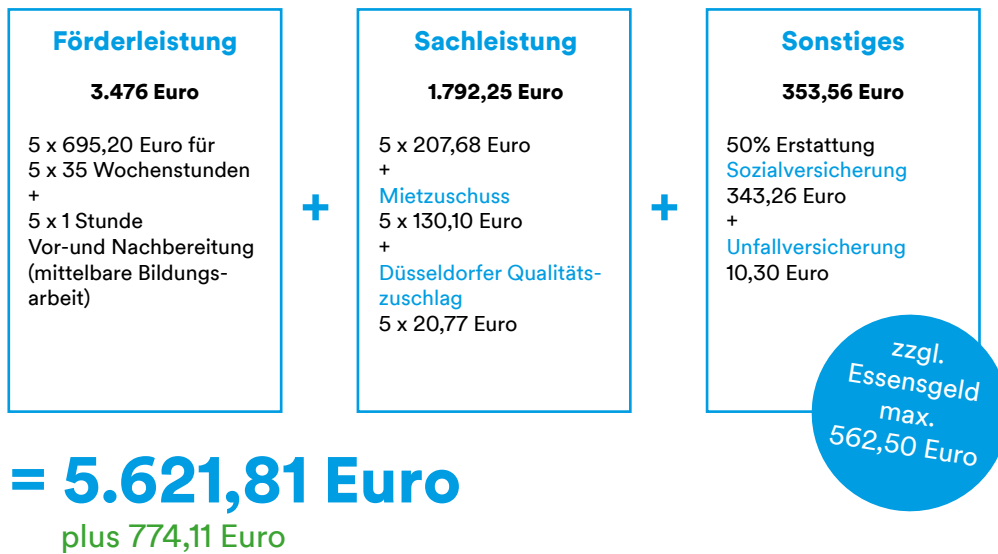 Förderleistung
3.476 Euro
5 x 695,20 Euro für
5 x 35 Wochenstunden
+
5 x 1 Stunde
Vor-und Nachbereitung
(mittelbare Bildungs-
arbeit)
+
Sachleistung
1.792,25 Euro
5 x 207,68 Euro
+
Mietzuschuss
5 x 130,10 Euro
+
Düsseldorfer Qualitäts-
zuschlag
5 x 20,77 Euro
+
Sonstiges
353,56 Euro
50% Erstattung
Sozialversicherung
343,26 Euro
+
Unfallversicherung
10,30 Euro
zzgl.
Essensgeld
max.
562,50 Euro
= 5.621,81 Euro
plus 774,11 Euro